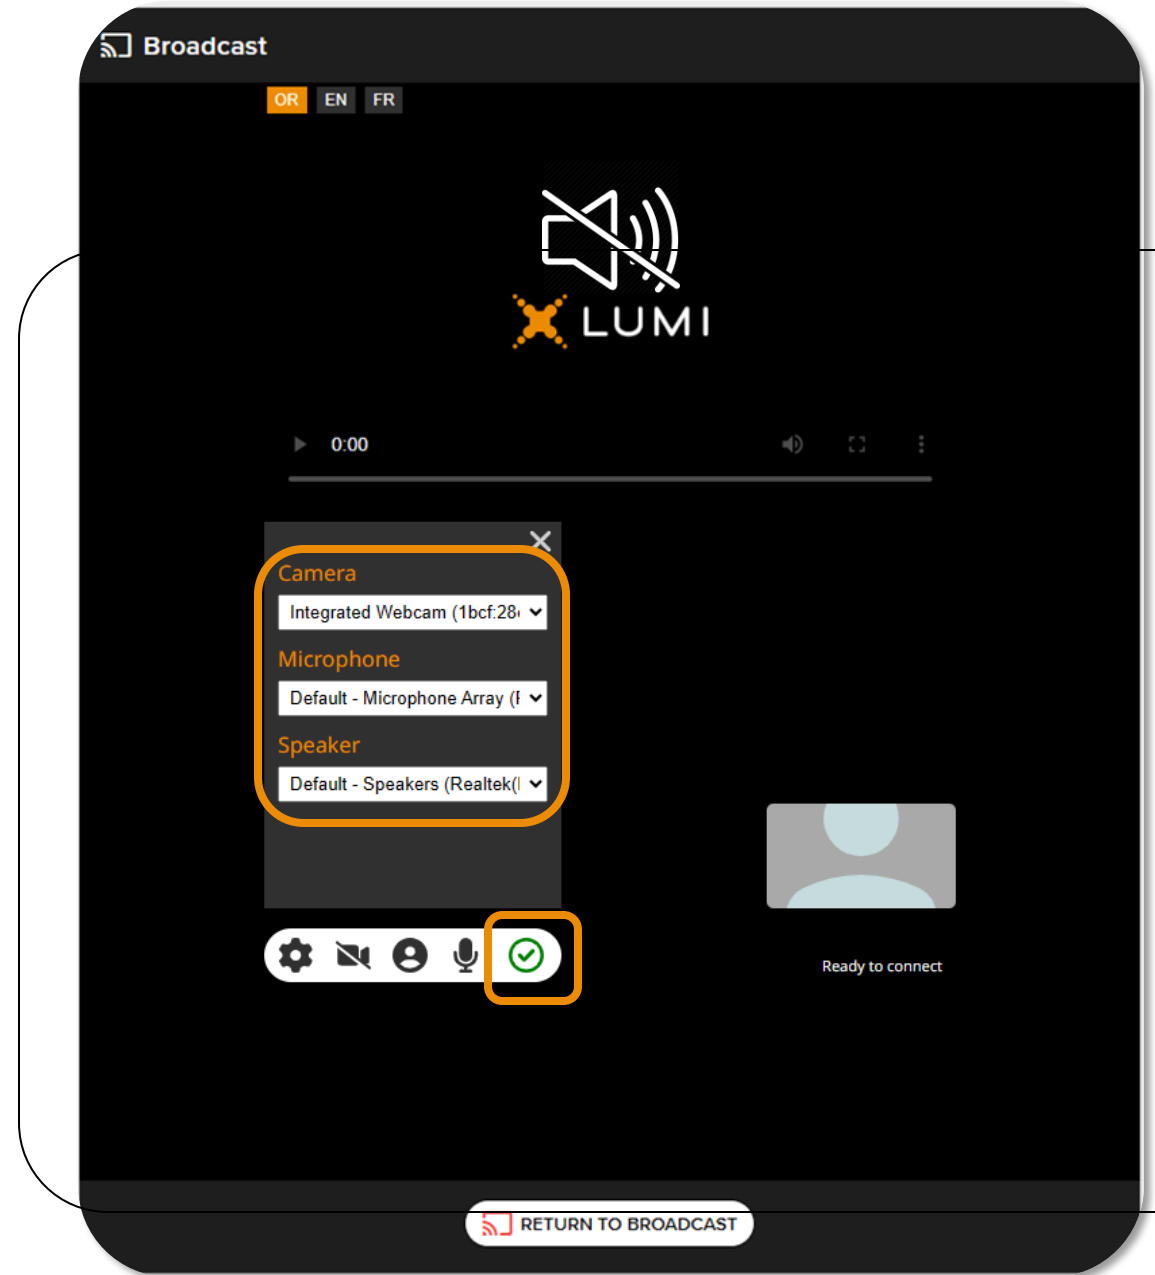 Broadcast
OR EN FR
LUMI
0:00
Camera
Integrated Webcam (1bcf:28
Microphone
Default - Microphone Array (
Speaker
Default - Speakers (Realtek(
Ready to connect
RETURN TO BROADCAST